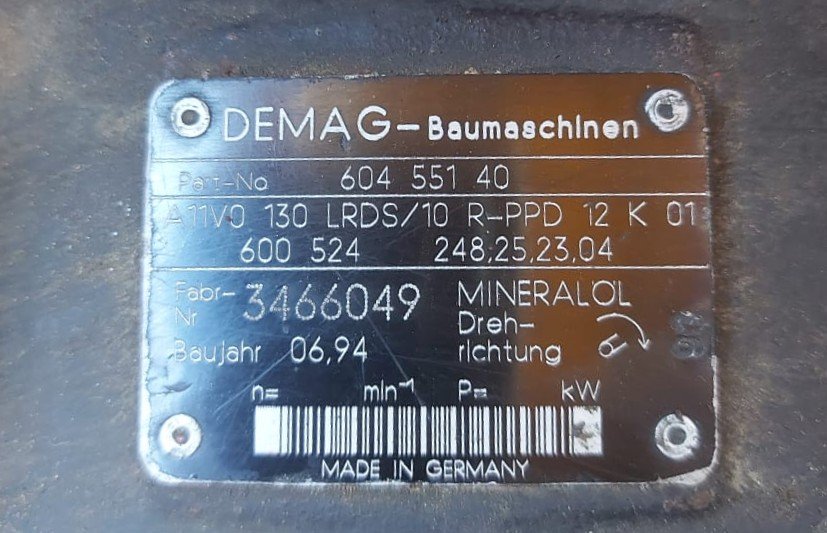 DEMAG-Baumaschinen
Part-No 604 551 40
A11VO 130 LRDS/10 R-PPD 12 K 01
600 524 248,25,23,04
Fabr-Nr 3466049 MINERALÖL
Baujahr 06,94 Dreh-richtung
n= min⁻¹ P= kW
MADE IN GERMANY